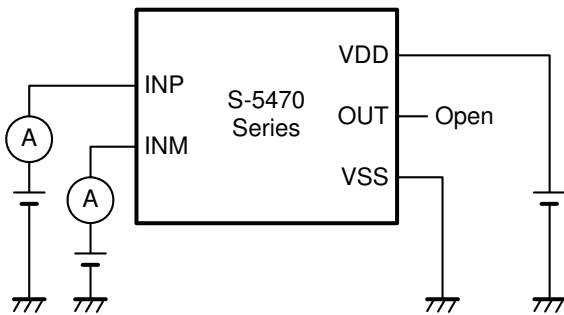 VDD
INP
S-5470
Series
OUT
Open
A
INM
VSS
A